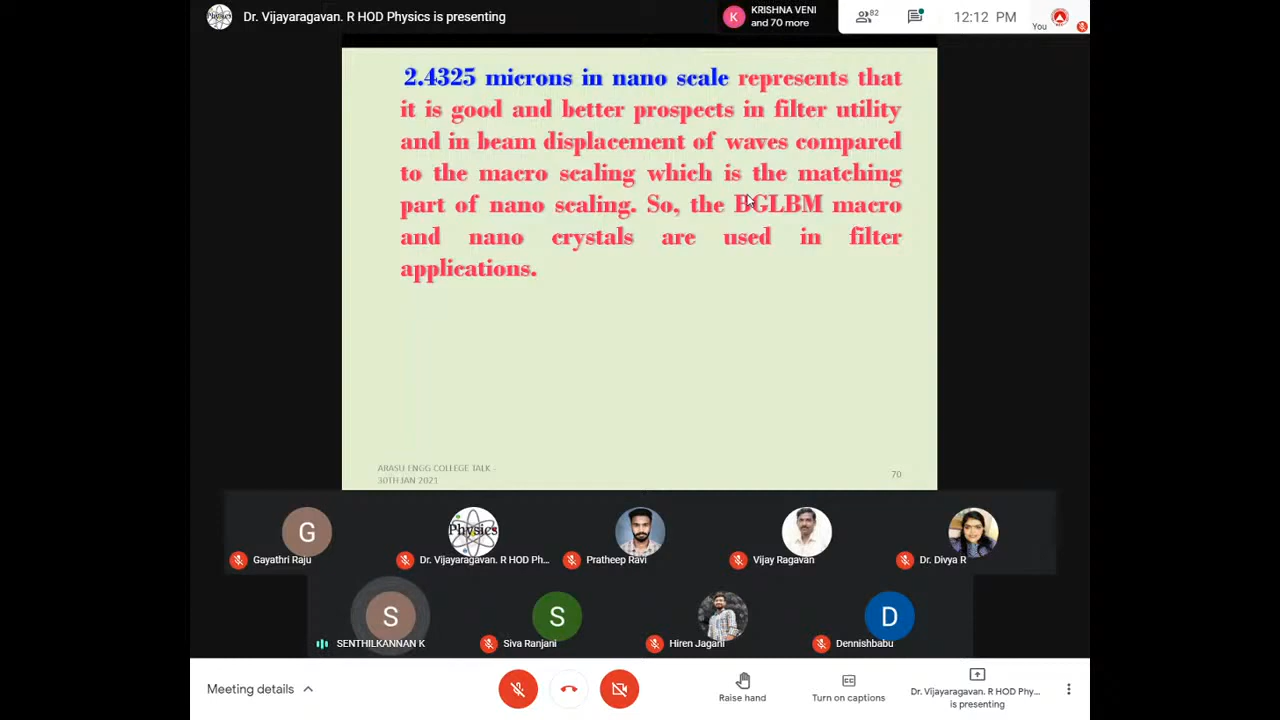 Dr. Vijayaragavan. R HOD Physics is presenting
K
KRISHNA VENI
and 70 more
82
12:12 PM
You
2.4325 microns in nano scale represents that
it is good and better prospects in filter utility
and in beam displacement of waves compared
to the macro scaling which is the matching
part of nano scaling. So, the BGLBM macro
and nano crystals are used in filter
applications.
ARASU ENGG COLLEGE TALK -
30TH JAN 2021
70
G
Physics
Gayathri Raju
Dr. Vijayaragavan. R HOD Ph...
Pratheep Ravi
Vijay Ragavan
Dr. Divya R
S
S
D
SENTHILKANNAN K
Siva Ranjani
Hiren Jagani
Dennishbabu
Meeting details
Raise hand
CC
Turn on captions
Dr. Vijayaragavan. R HOD Phy...
is presenting